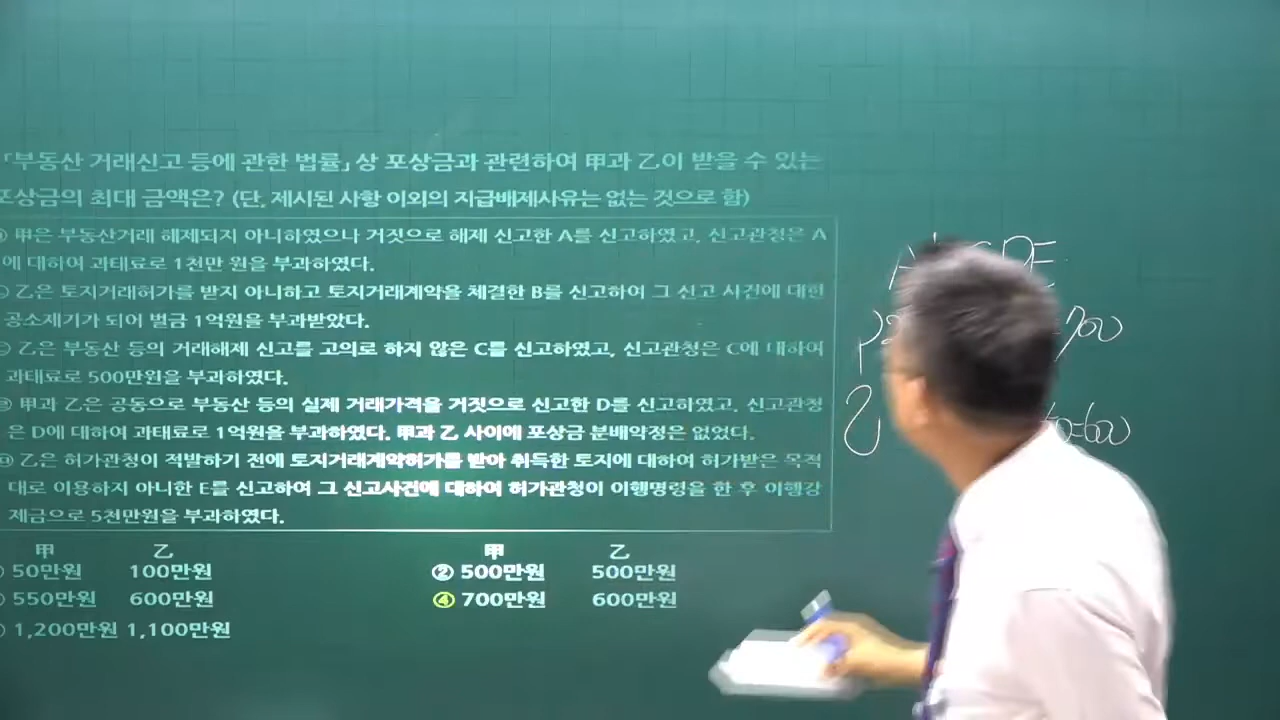 「부동산 거래신고 등에 관한 법률」상 포상금과 관련하여 甲과 乙이 받을 수 있는
포상금의 최대 금액은? (단, 제시된 사항 이외의 지급배제사유는 없는 것으로 함)
甲은 부동산거래 해제되지 아니하였으나 거짓으로 해제 신고한 A를 신고하였고, 신고관청은 A
에 대하여 과태료로 1천만 원을 부과하였다.
乙은 토지거래허가를 받지 아니하고 토지거래계약을 체결한 B를 신고하여 그 신고 사건에 대한
공소제기가 되어 벌금 1억원을 부과받았다.
乙은 부동산 등의 거래해제 신고를 고의로 하지 않은 C를 신고하였고, 신고관청은 C에 대하여
과태료로 500만원을 부과하였다.
㉣ 甲과 乙은 공동으로 부동산 등의 실제 거래가격을 거짓으로 신고한 D를 신고하였고, 신고관청
은 D에 대하여 과태료로 1억원을 부과하였다. 甲과 乙 사이에 포상금 분배약정은 없었다.
㉤ 乙은 허가관청이 적발하기 전에 토지거래계약허가를 받아 취득한 토지에 대하여 허가받은 목적
대로 이용하지 아니한 E를 신고하여 그 신고사건에 대하여 허가관청이 이행명령을 한 후 이행강
제금으로 5천만원을 부과하였다.
甲 乙 甲 乙
50만원 100만원 ② 500만원 500만원
550만원 600만원 ④ 700만원 600만원
1,200만원 1,100만원
A DE
700
乙 =600